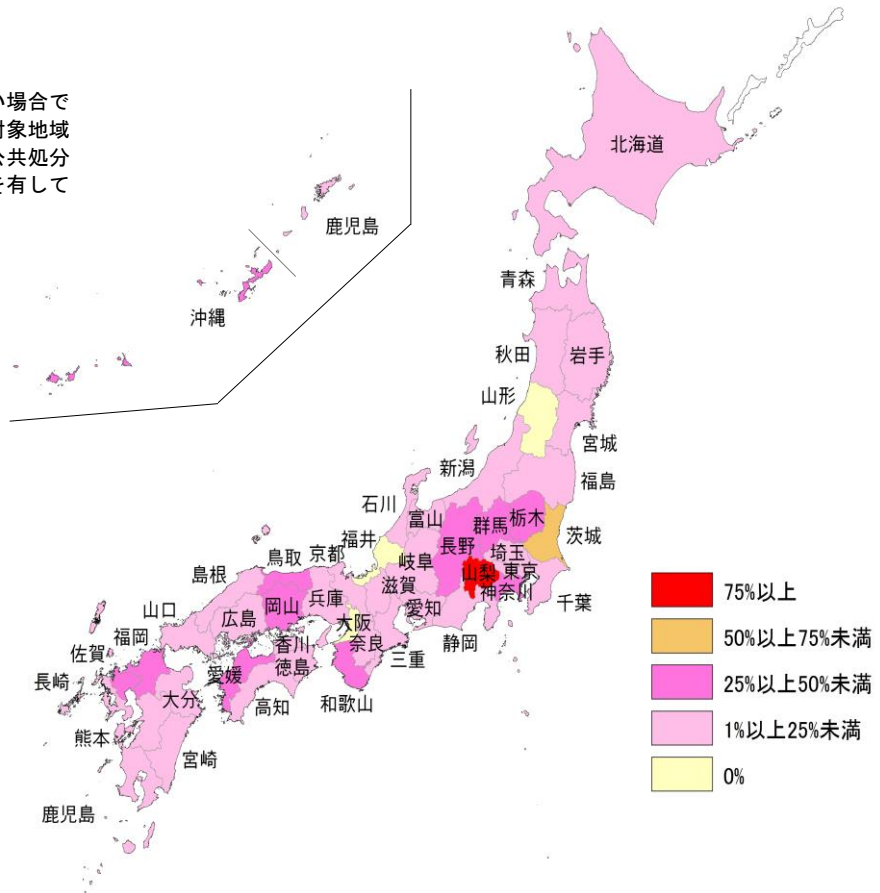 い場合で
対象地域
公共処分
を有して
北海道
鹿児島
沖縄
青森
秋田
岩手
山形
宮城
新潟
福島
石川
富山
群馬
栃木
茨城
福井
長野
埼玉
鳥取
京都
岐阜
山梨
東京
島根
滋賀
神奈川
千葉
岡山
兵庫
愛知
山口
広島
大阪
静岡
福岡
香川
奈良
佐賀
徳島
三重
長崎
愛媛
大分
高知
和歌山
熊本
宮崎
鹿児島
75%以上
50%以上75%未満
25%以上50%未満
1%以上25%未満
0%